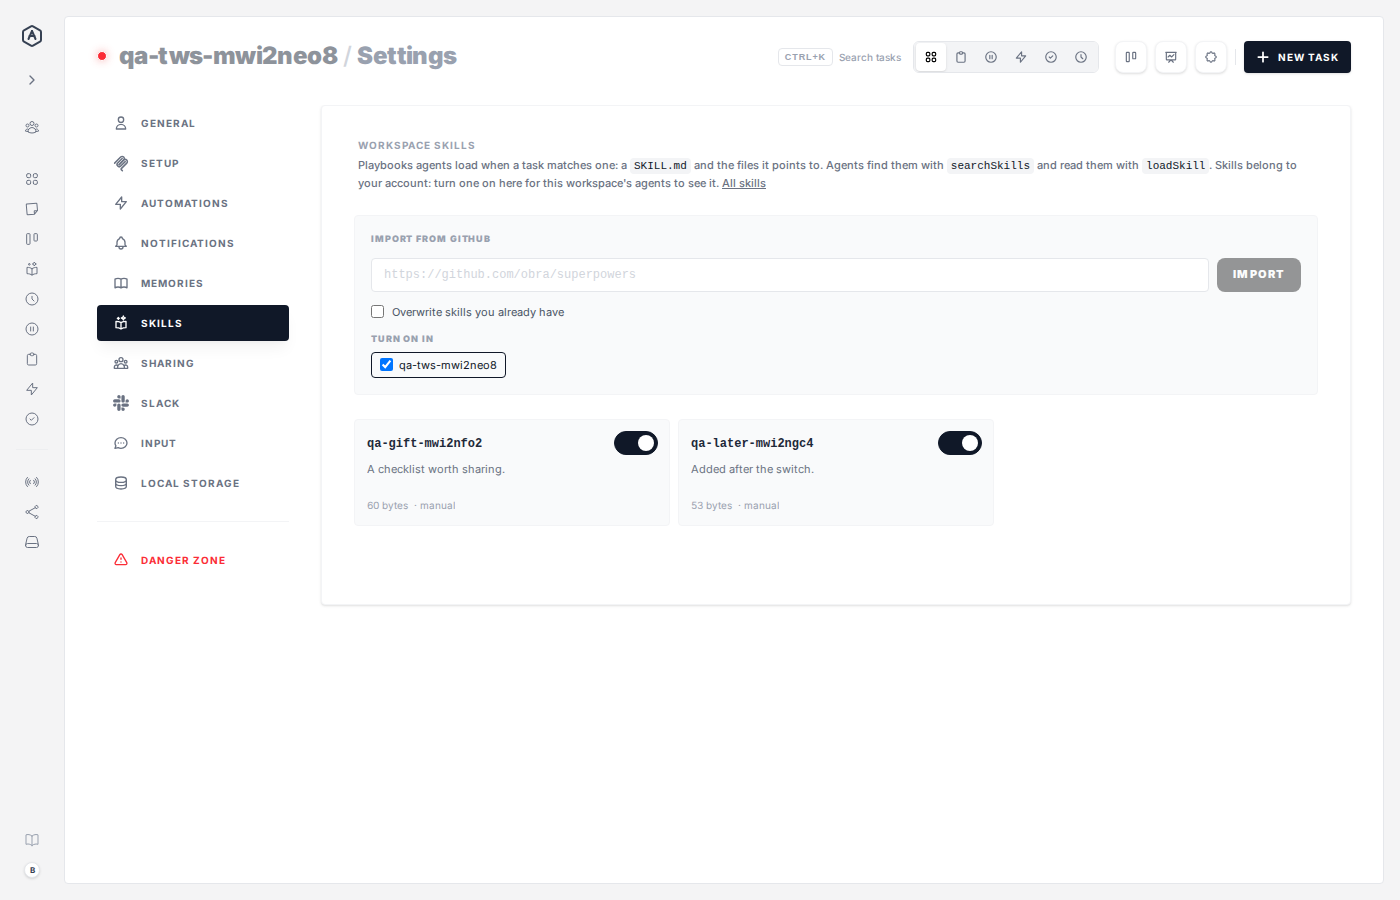 qa-tws-mwi2neo8 / Settings
CTRL+K Search tasks
NEW TASK
GENERAL
SETUP
AUTOMATIONS
NOTIFICATIONS
MEMORIES
SKILLS
SHARING
SLACK
INPUT
LOCAL STORAGE
DANGER ZONE
WORKSPACE SKILLS
Playbooks agents load when a task matches one: a SKILL.md and the files it points to. Agents find them with searchSkills and read them with loadSkill. Skills belong to
your account: turn one on here for this workspace's agents to see it. All skills
IMPORT FROM GITHUB
https://github.com/obra/superpowers
IMPORT
Overwrite skills you already have
TURN ON IN
qa-tws-mwi2neo8
qa-gift-mwi2nfo2
A checklist worth sharing.
60 bytes · manual
qa-later-mwi2ngc4
Added after the switch.
53 bytes · manual
B